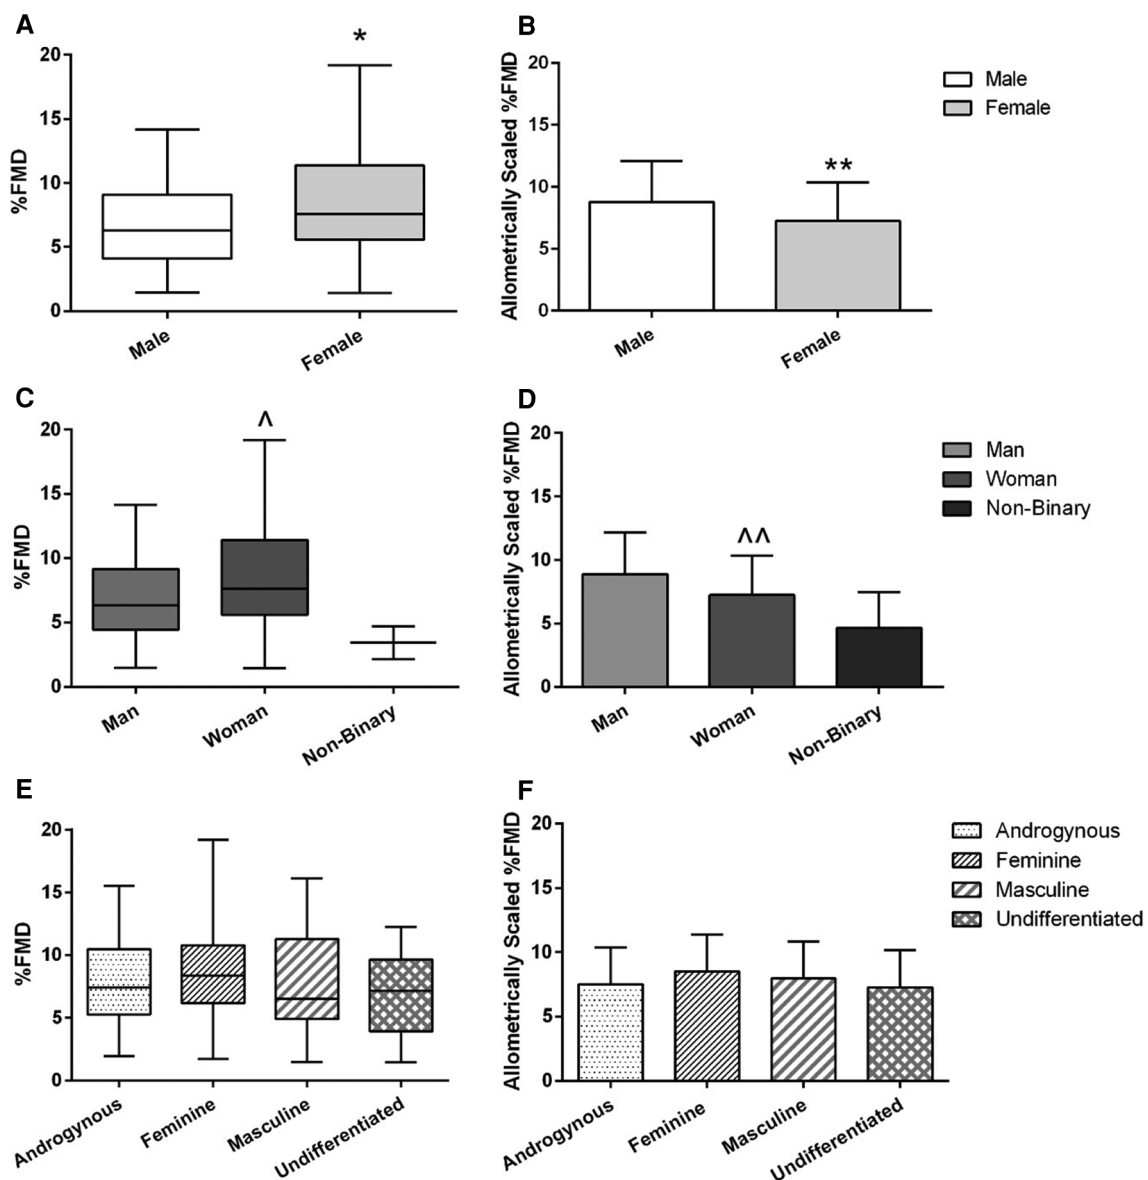 A
*
20
15
10
5
0
%FMD
Male
Female
B
**
20
15
10
5
0
Allometrically Scaled %FMD
Male
Female
Male
Female
C
^
20
15
10
5
0
%FMD
Man
Woman
Non-Binary
D
^^
20
15
10
5
0
Allometrically Scaled %FMD
Man
Woman
Non-Binary
Man
Woman
Non-Binary
E
20
15
10
5
0
%FMD
Androgynous
Feminine
Masculine
Undifferentiated
F
20
15
10
5
0
Allometrically Scaled %FMD
Androgynous
Feminine
Masculine
Undifferentiated
Androgynous
Feminine
Masculine
Undifferentiated